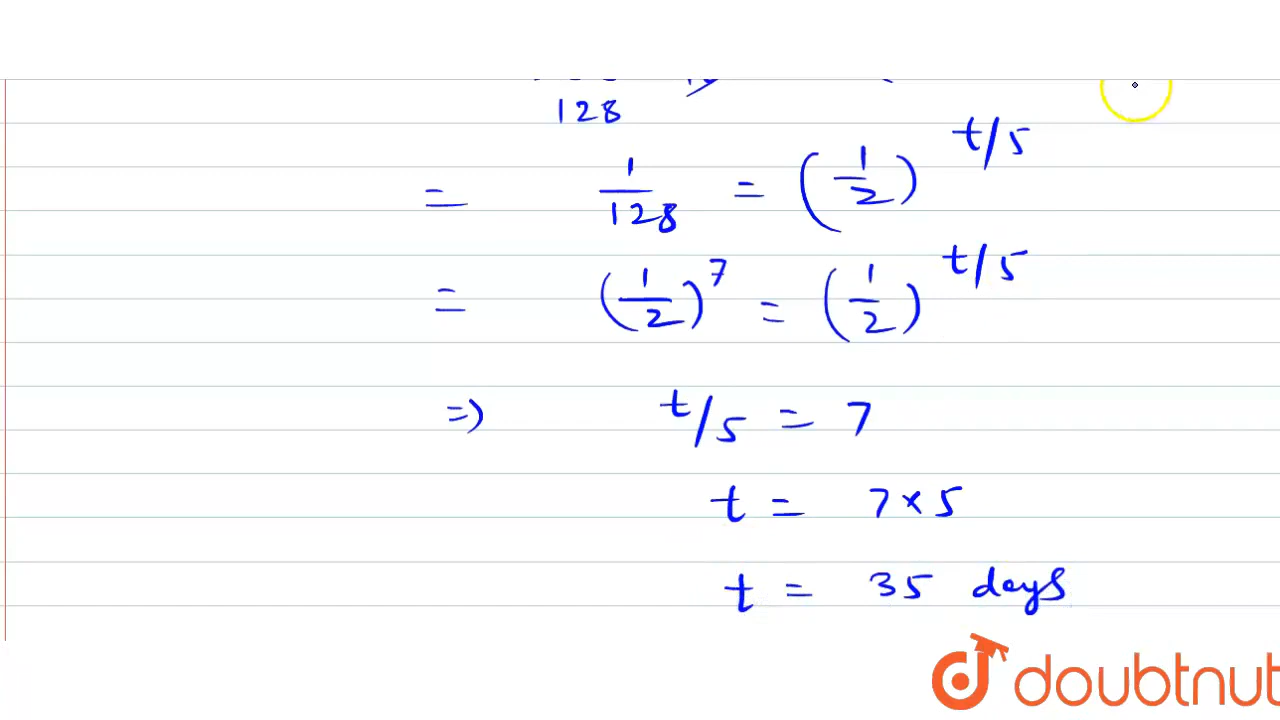 128
= 1/128 = (1/2)^t/5
= (1/2)^7 = (1/2)^t/5
=) t/5 = 7
t = 7 × 5
t = 35 days
doubtnut